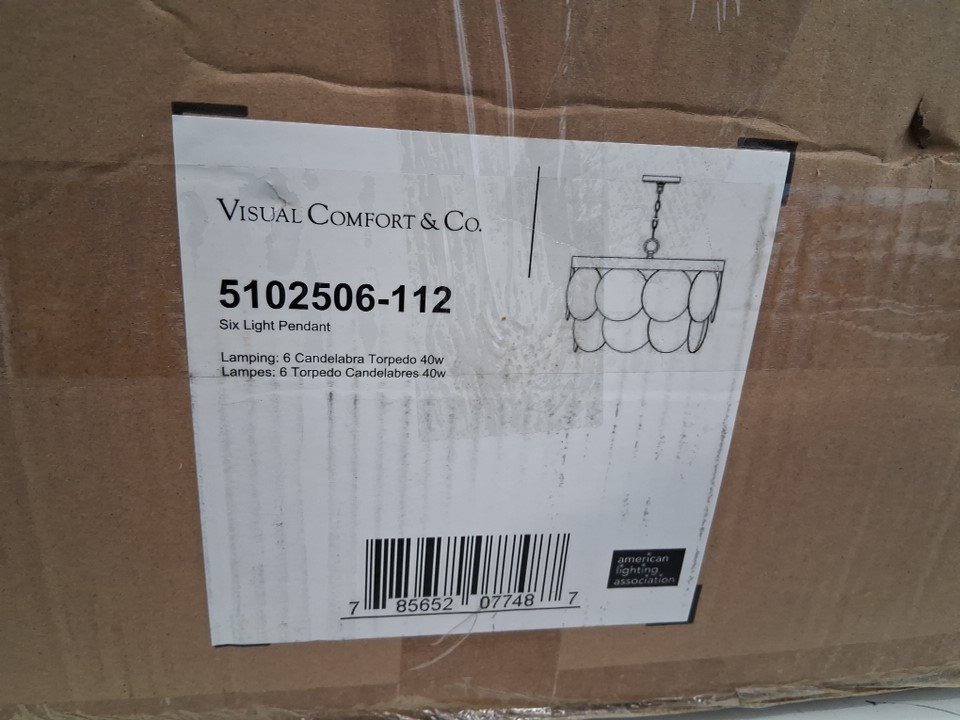 VISUAL COMFORT & CO.
5102506-112
Six Light Pendant
Lamping: 6 Candelabra Torpedo 40w
Lampes: 6 Torpedo Candelabres 40w
7 85652 07748 7
american
lighting
association